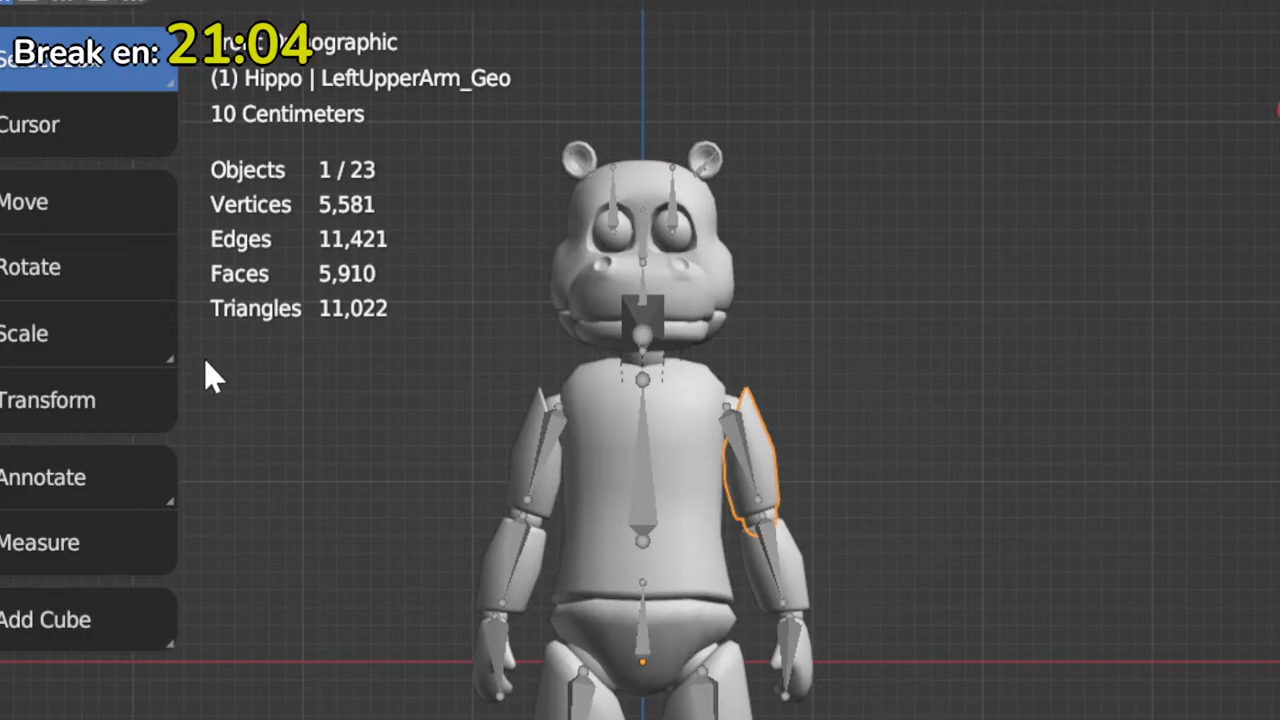 Break en: 21:04
(1) Hippo | LeftUpperArm_Geo
10 Centimeters
Objects 1 / 23
Vertices 5,581
Edges 11,421
Faces 5,910
Triangles 11,022
Cursor
Move
Rotate
Scale
Transform
Annotate
Measure
Add Cube